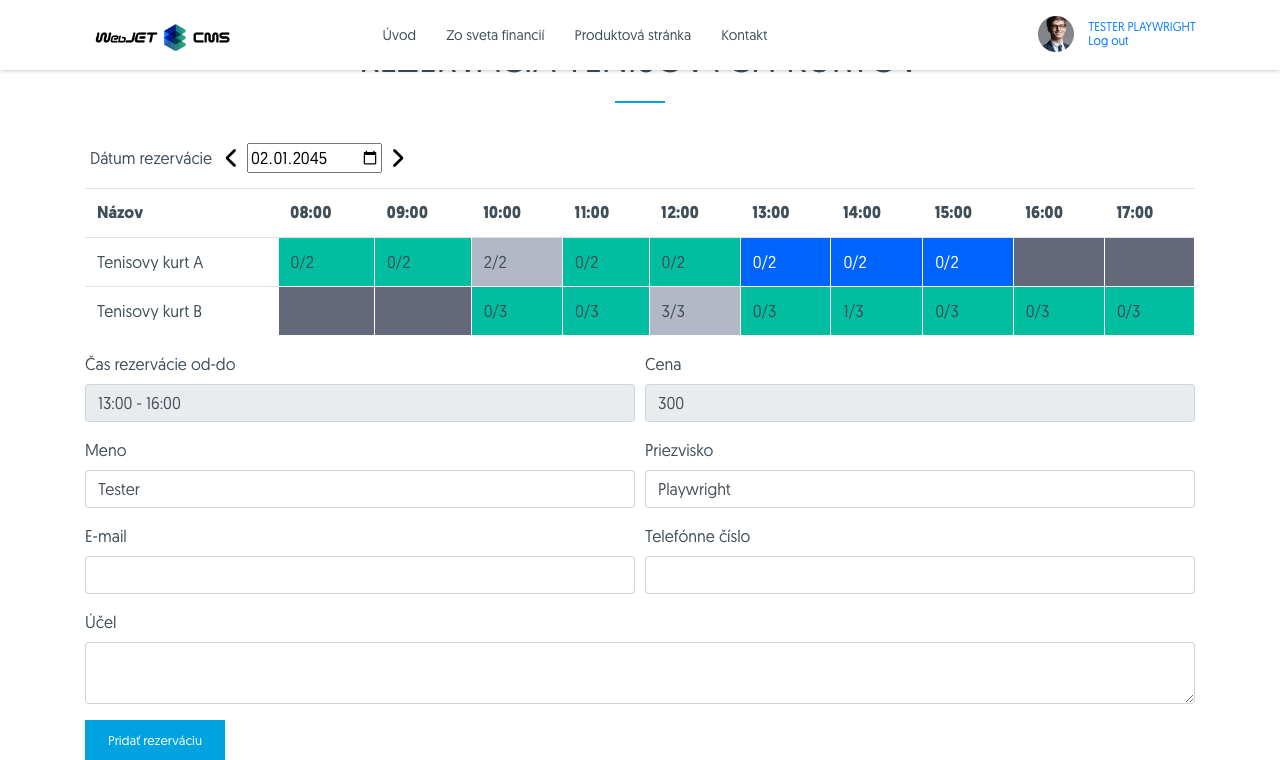 WebJET CMS
Úvod Zo sveta financií Produktová stránka Kontakt
TESTER PLAYWRIGHT
Log out
REZERVÁCIA TENISOVÝCH KURTOV
Dátum rezervácie 02.01.2045
Názov 08:00 09:00 10:00 11:00 12:00 13:00 14:00 15:00 16:00 17:00
Tenisovy kurt A 0/2 0/2 2/2 0/2 0/2 0/2 0/2 0/2
Tenisovy kurt B 0/3 0/3 3/3 0/3 1/3 0/3 0/3 0/3
Čas rezervácie od-do Cena
13:00 - 16:00 300
Meno Priezvisko
Tester Playwright
E-mail Telefónne číslo
Účel
Pridať rezerváciu